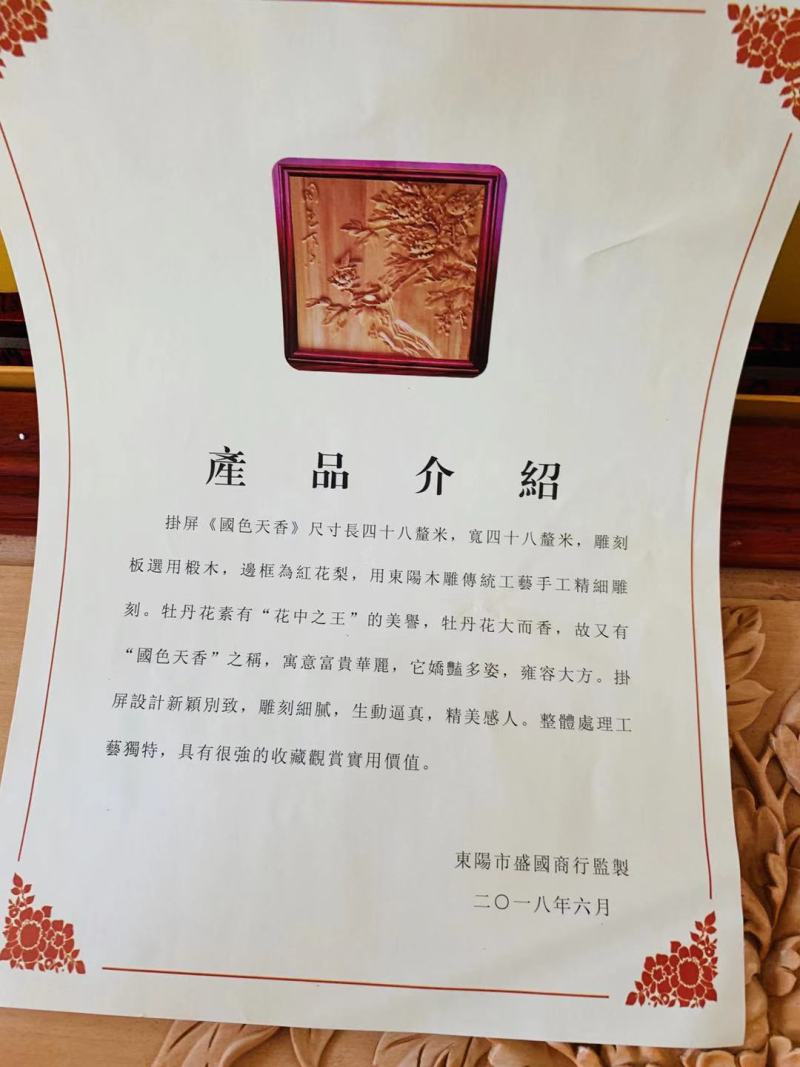 產品介紹
掛屏《國色天香》尺寸長四十八釐米，寬四十八釐米，雕刻
板選用椴木，邊框為紅花梨，用東陽木雕傳統工藝手工精細雕
刻。牡丹花素有“花中之王”的美譽，牡丹花大而香，故又有
“國色天香”之稱，寓意富貴華麗，它嬌豔多姿，雍容大方。掛
屏設計新穎別致，雕刻細膩，生動逼真，精美感人。整體處理工
藝獨特，具有很強的收藏觀賞實用價值。
東陽市盛國商行監製
二〇一八年六月